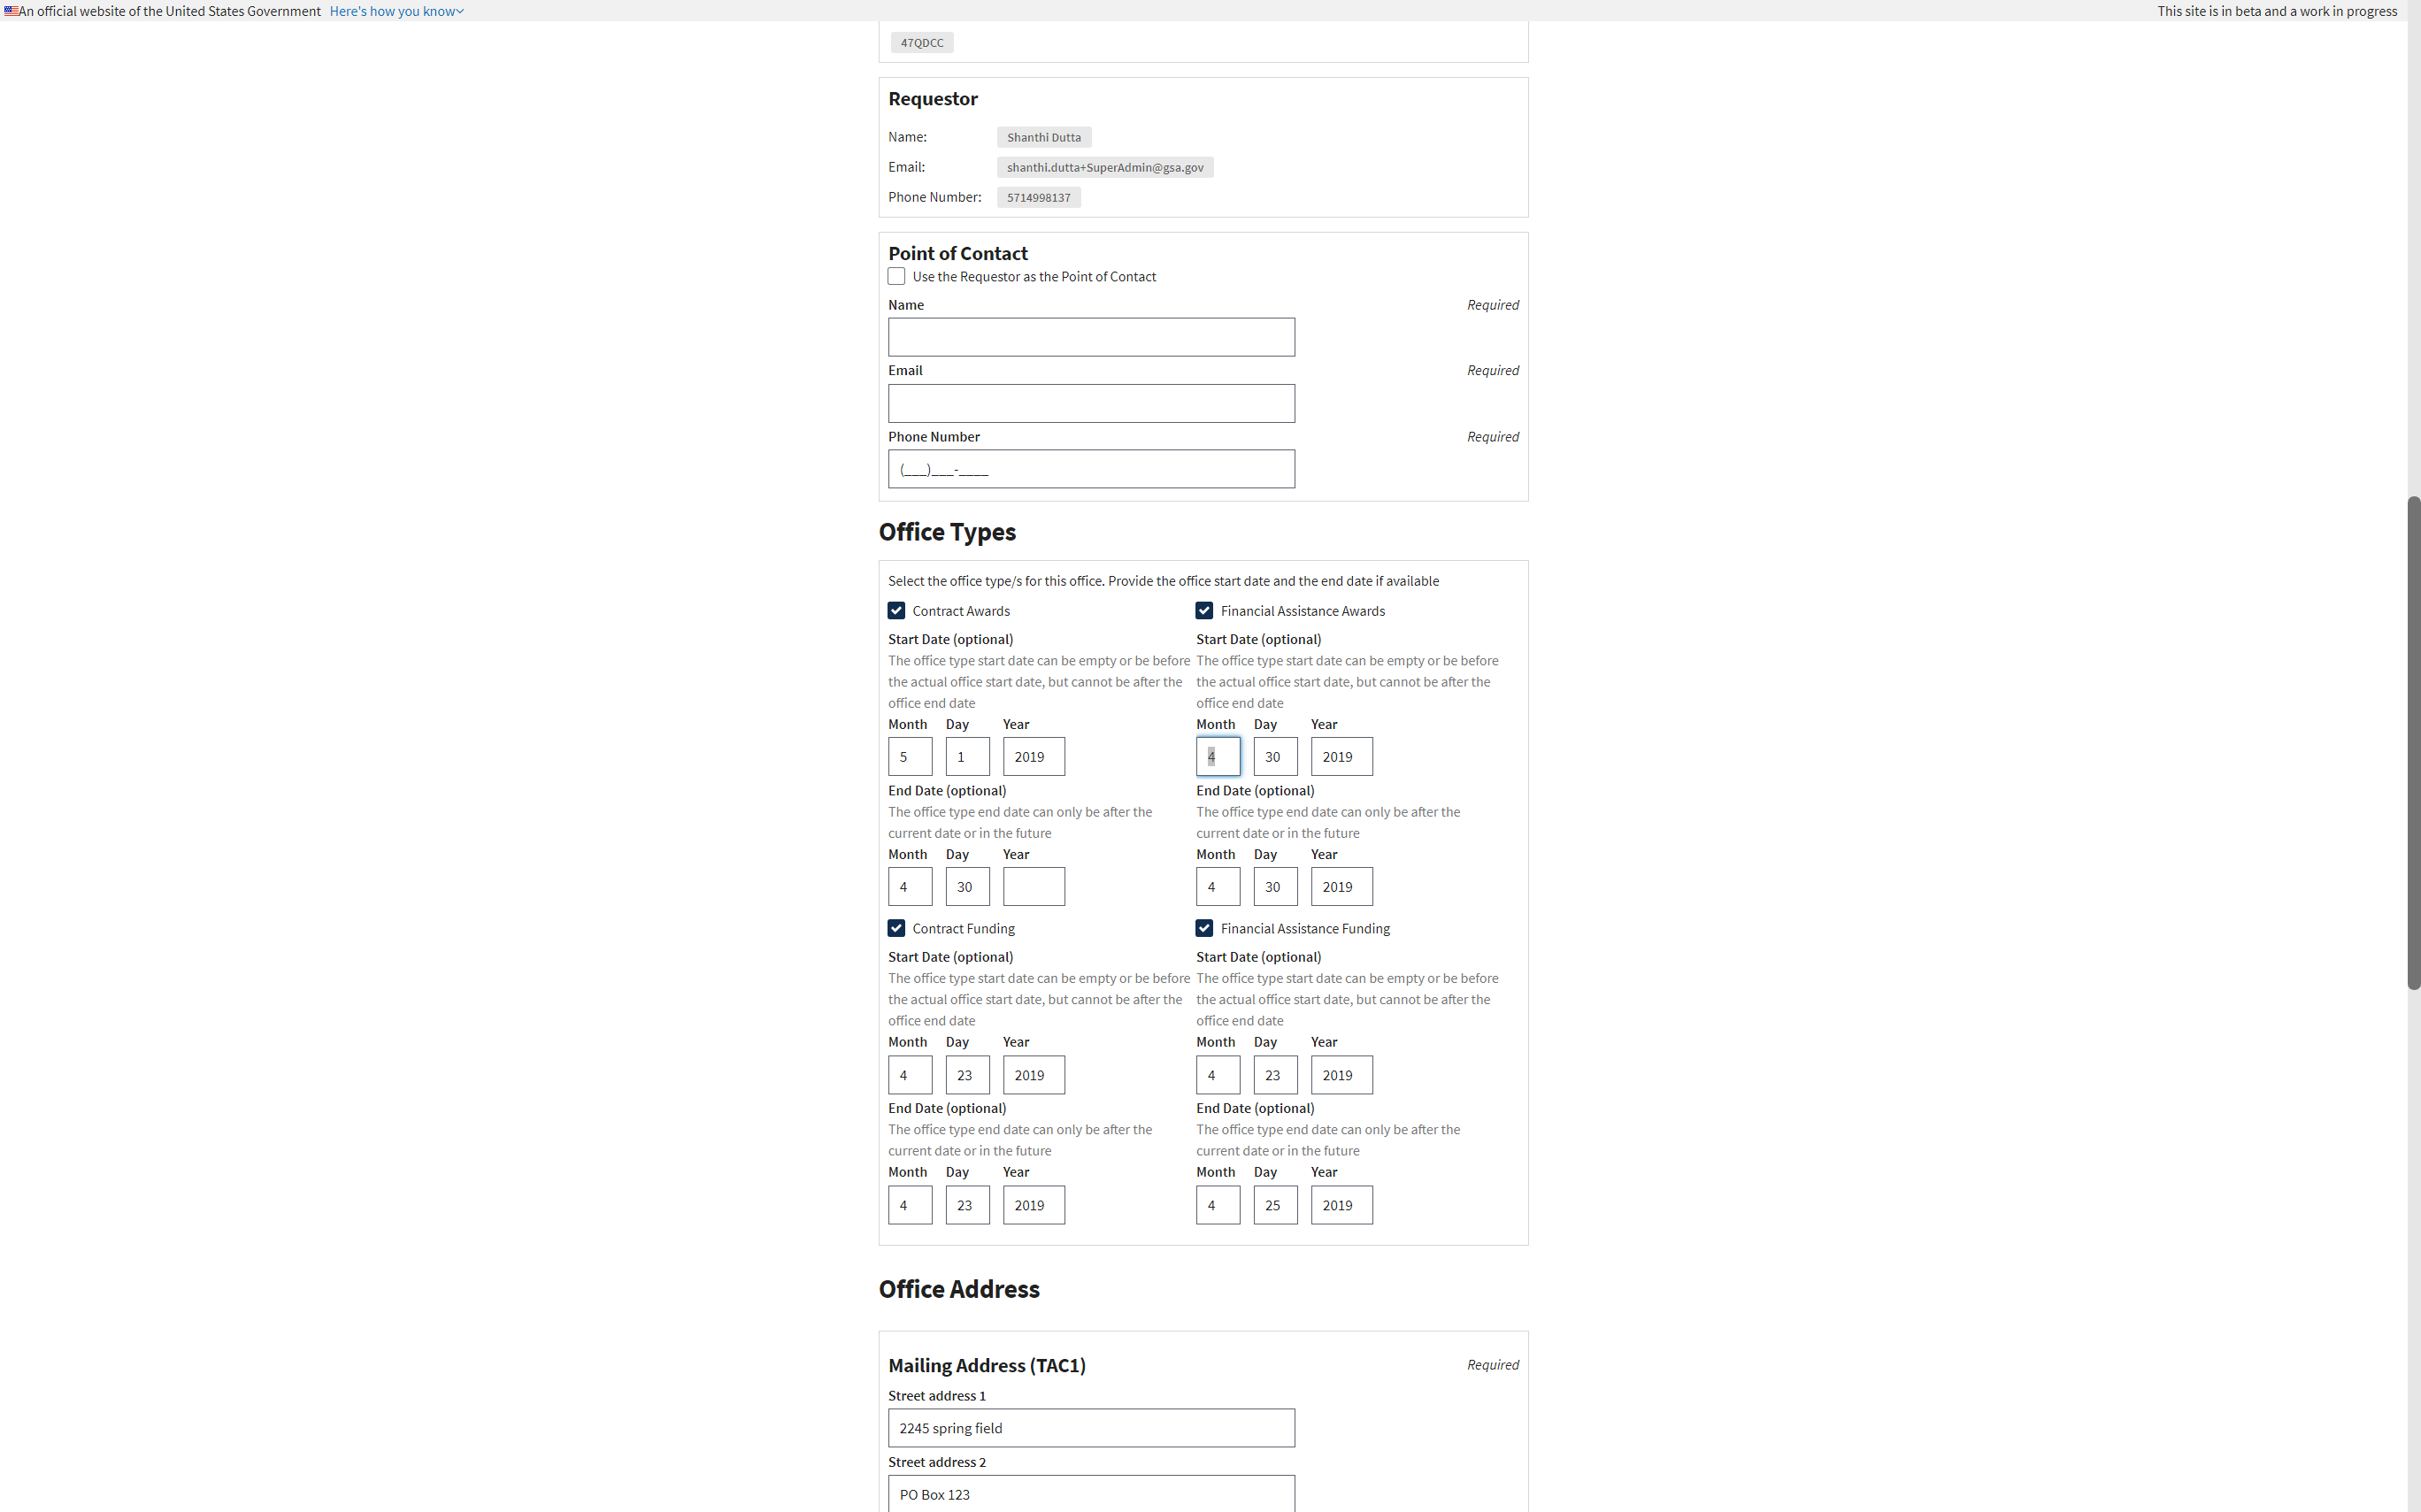 An official website of the United States Government Here's how you know
This site is in beta and a work in progress
47QDCC
Requestor
Name: Shanthi Dutta
Email: shanthi.dutta+SuperAdmin@gsa.gov
Phone Number: 5714998137
Point of Contact
Use the Requestor as the Point of Contact
Name Required
Email Required
Phone Number Required
(___)___-____
Office Types
Select the office type/s for this office. Provide the office start date and the end date if available
Contract Awards
Start Date (optional)
The office type start date can be empty or be before
the actual office start date, but cannot be after the
office end date
Month Day Year
5 1 2019
End Date (optional)
The office type end date can only be after the
current date or in the future
Month Day Year
4 30
Financial Assistance Awards
Start Date (optional)
The office type start date can be empty or be before
the actual office start date, but cannot be after the
office end date
Month Day Year
4 30 2019
End Date (optional)
The office type end date can only be after the
current date or in the future
Month Day Year
4 30 2019
Contract Funding
Start Date (optional)
The office type start date can be empty or be before
the actual office start date, but cannot be after the
office end date
Month Day Year
4 23 2019
End Date (optional)
The office type end date can only be after the
current date or in the future
Month Day Year
4 23 2019
Financial Assistance Funding
Start Date (optional)
The office type start date can be empty or be before
the actual office start date, but cannot be after the
office end date
Month Day Year
4 23 2019
End Date (optional)
The office type end date can only be after the
current date or in the future
Month Day Year
4 25 2019
Office Address
Mailing Address (TAC1) Required
Street address 1
2245 spring field
Street address 2
PO Box 123